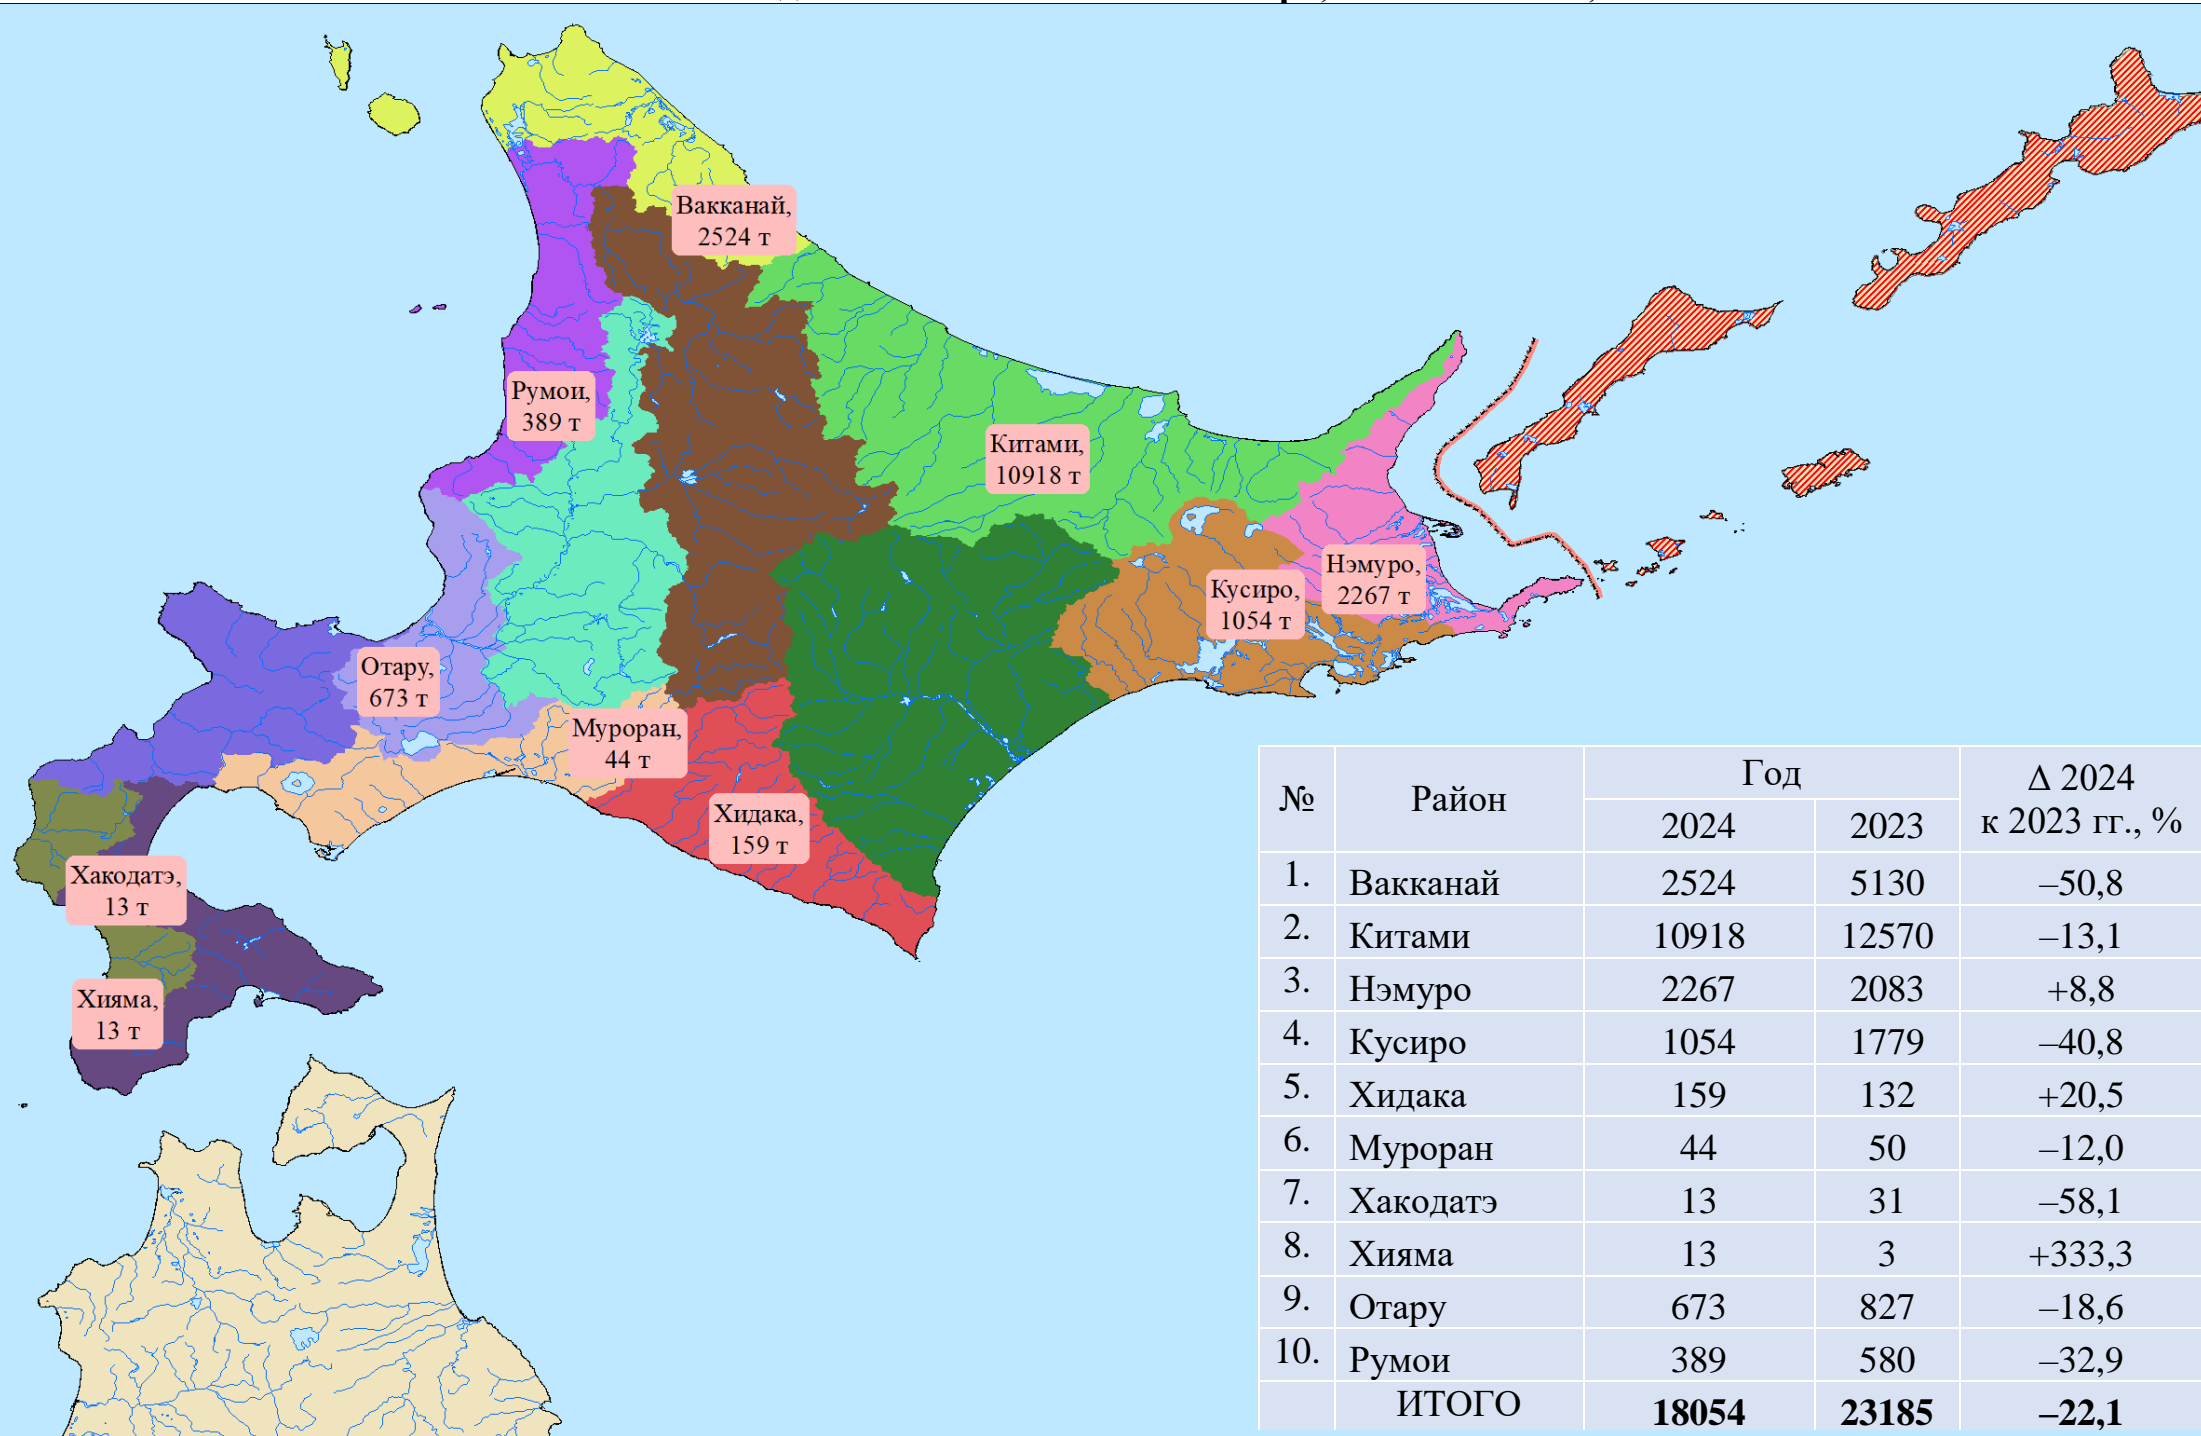 Вакканай,
2524 т
Румои,
389 т
Китами,
10918 т
Нэмуро,
2267 т
Кусиро,
1054 т
Отару,
673 т
Муроран,
44 т
Хидака,
159 т
Хакодатэ,
13 т
Хияма,
13 т
№ Район Год Δ 2024
к 2023 гг., %
2024 2023
1. Вакканай 2524 5130 –50,8
2. Китами 10918 12570 –13,1
3. Нэмуро 2267 2083 +8,8
4. Кусиро 1054 1779 –40,8
5. Хидака 159 132 +20,5
6. Муроран 44 50 –12,0
7. Хакодатэ 13 31 –58,1
8. Хияма 13 3 +333,3
9. Отару 673 827 –18,6
10. Румои 389 580 –32,9
ИТОГО 18054 23185 –22,1